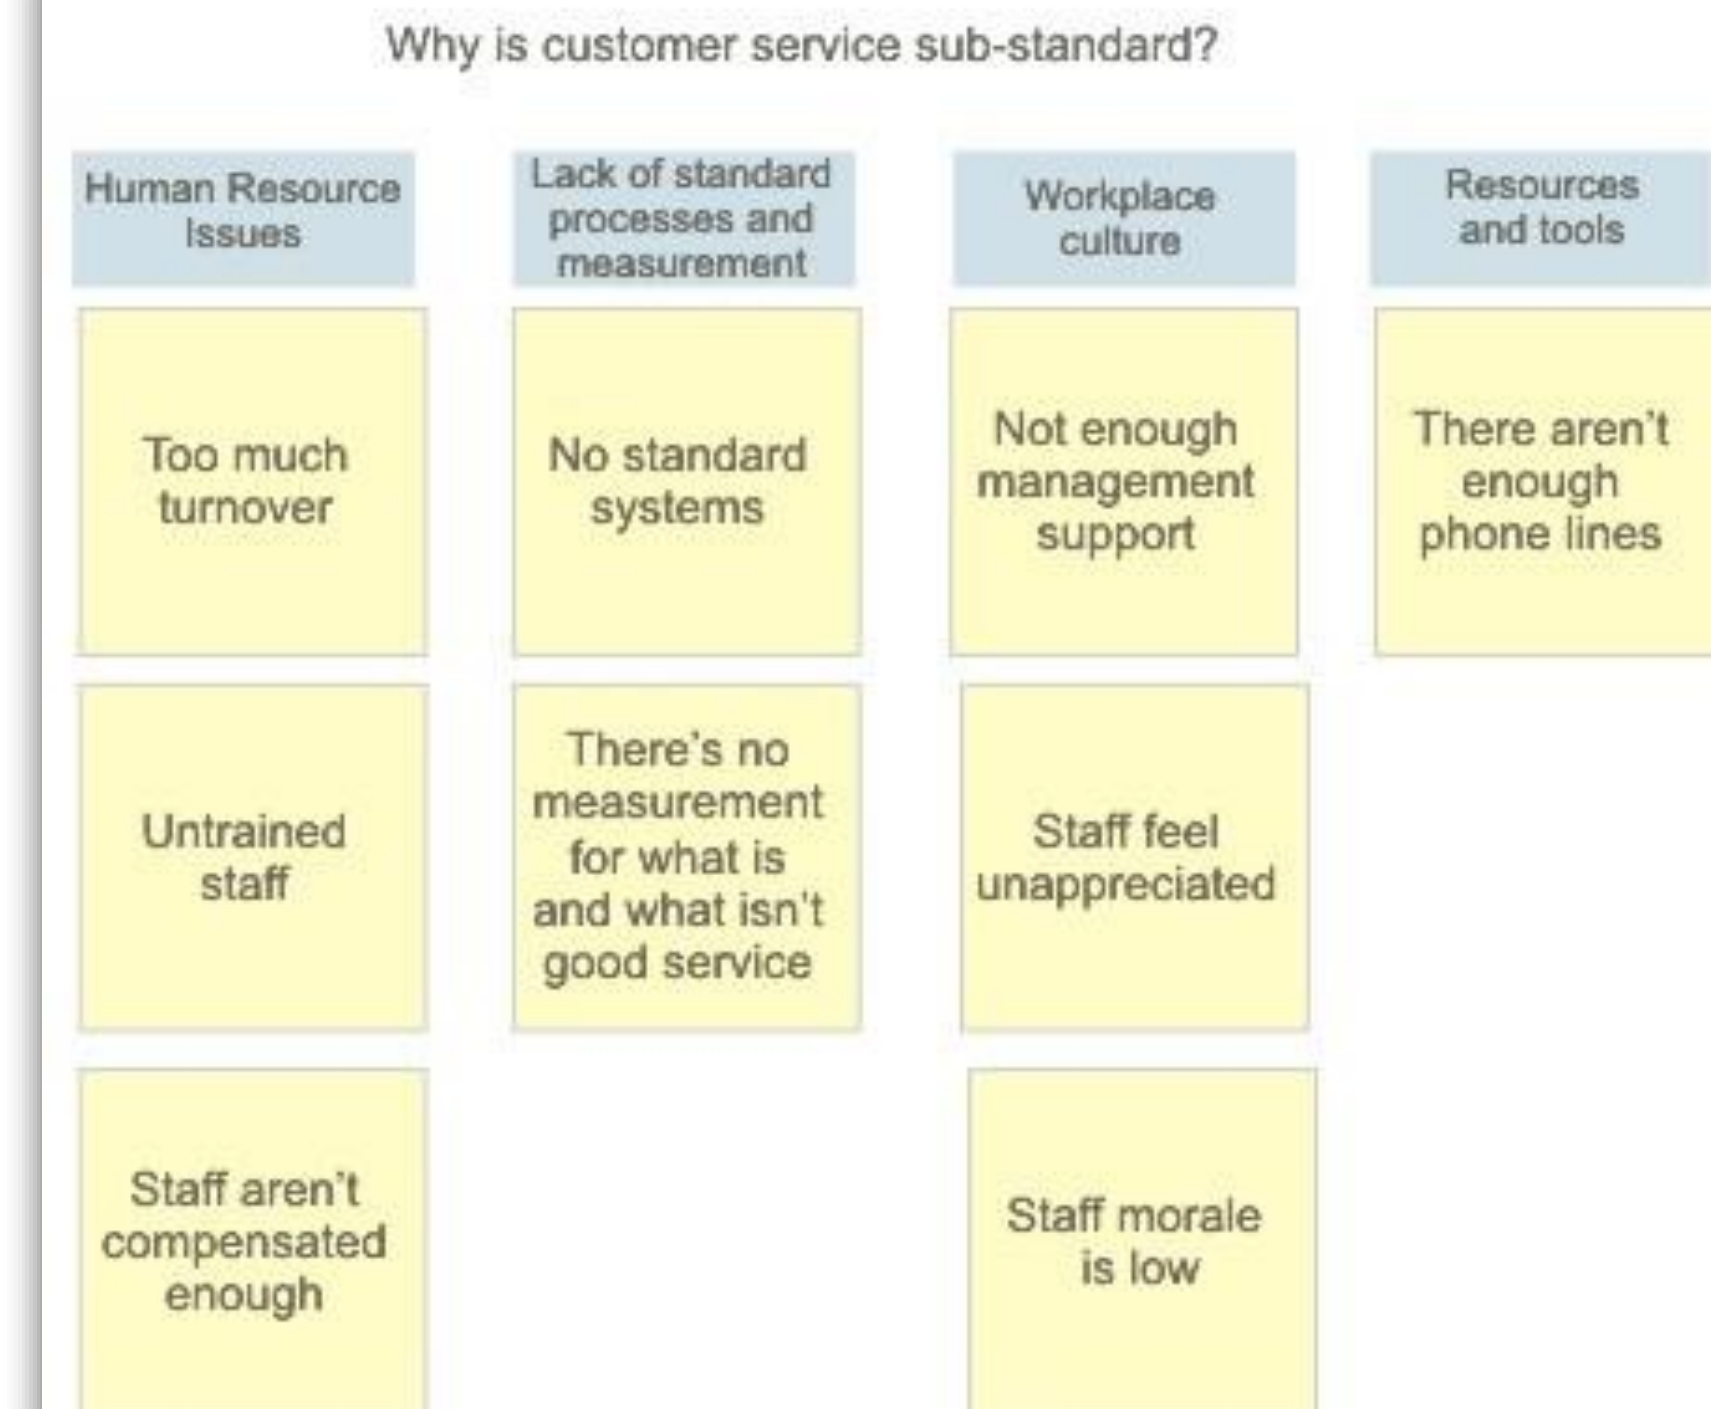 Why is customer service sub-standard?
Human Resource
Issues
Lack of standard
processes and
measurement
Workplace
culture
Resources
and tools
Too much
turnover
No standard
systems
Not enough
management
support
There aren't
enough
phone lines
Untrained
staff
There's no
measurement
for what is
and what isn't
good service
Staff feel
unappreciated
Staff aren't
compensated
enough
Staff morale
is low